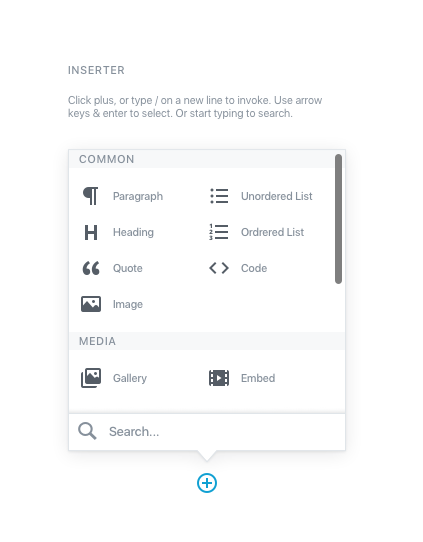 INSERTER
Click plus, or type / on a new line to invoke. Use arrow
keys & enter to select. Or start typing to search.
COMMON
Paragraph
Unordered List
Heading
Ordrered List
Quote
Code
Image
MEDIA
Gallery
Embed
Search...